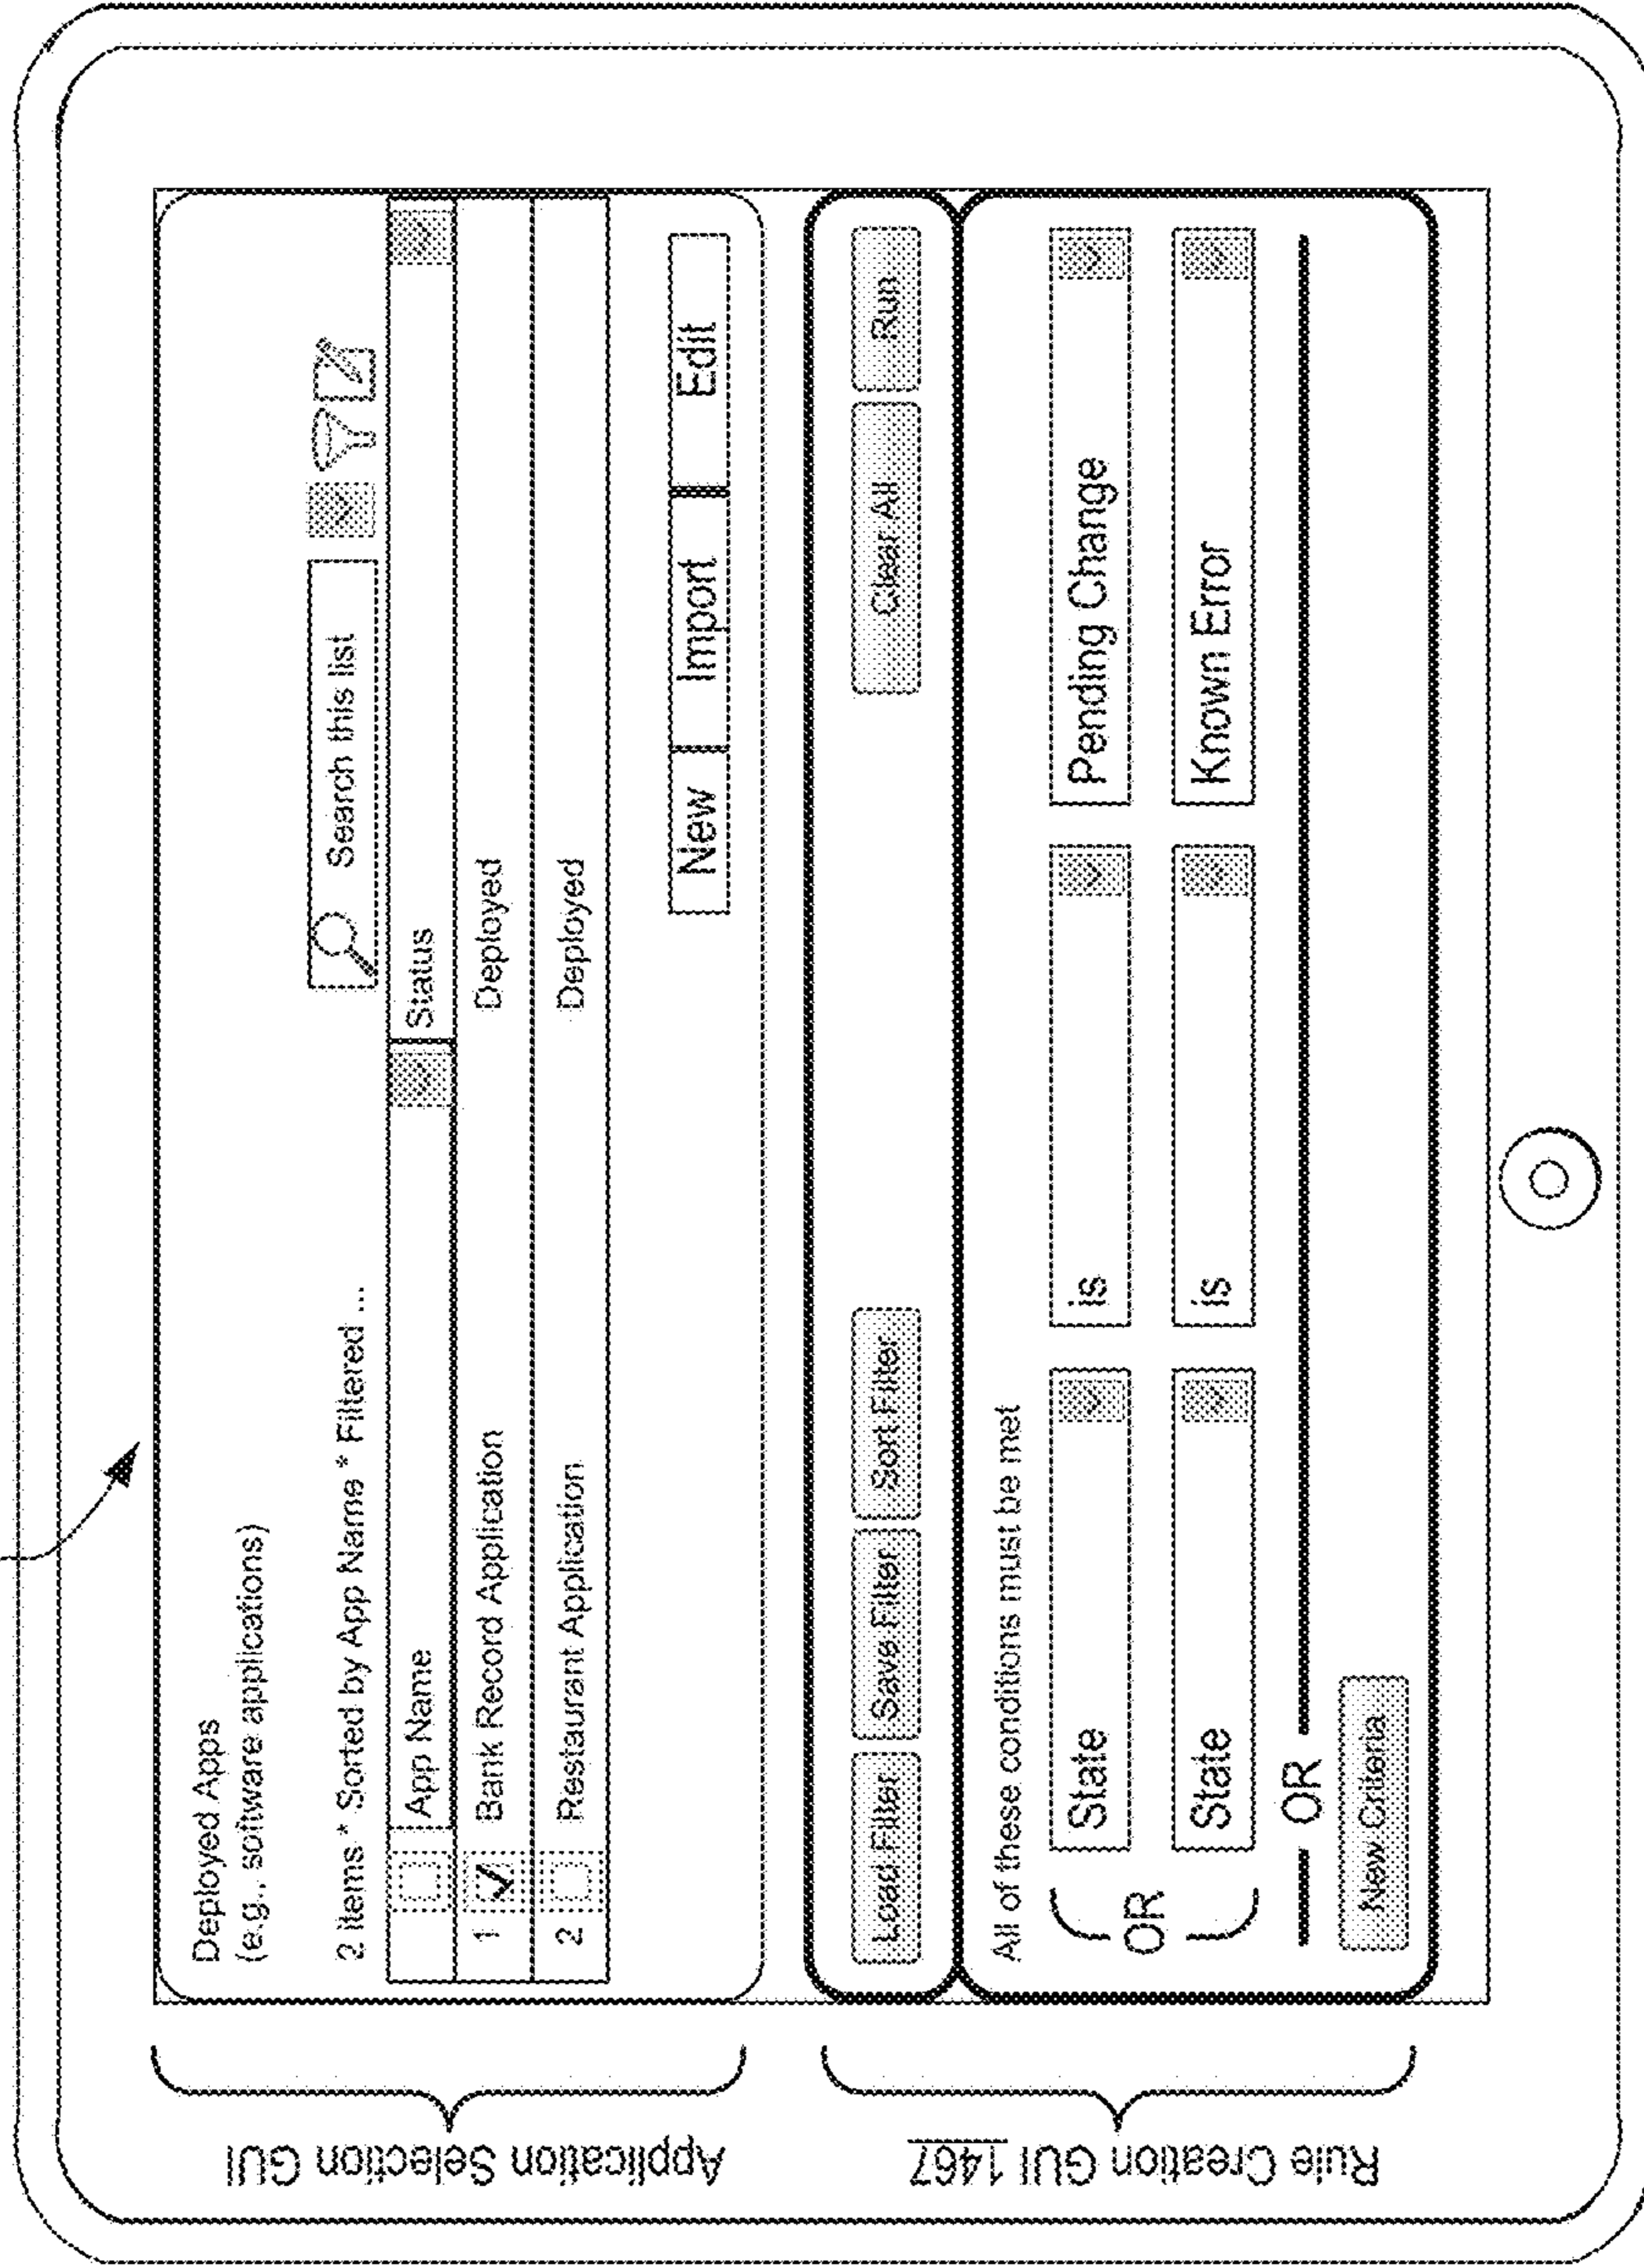 Application Selection GUI
Deployed Apps
(e.g., software applications)
2 items * Sorted by App Name * Filtered ...
Search this list
App Name Status
1 Bank Record Application Deployed
2 Restaurant Application Deployed
New Import Edit
Rule Creation GUI 1467
Load Filter Save Filter Sort Filter Clear All Run
All of these conditions must be met
State is Pending Change
OR
State is Known Error
OR
New Criteria